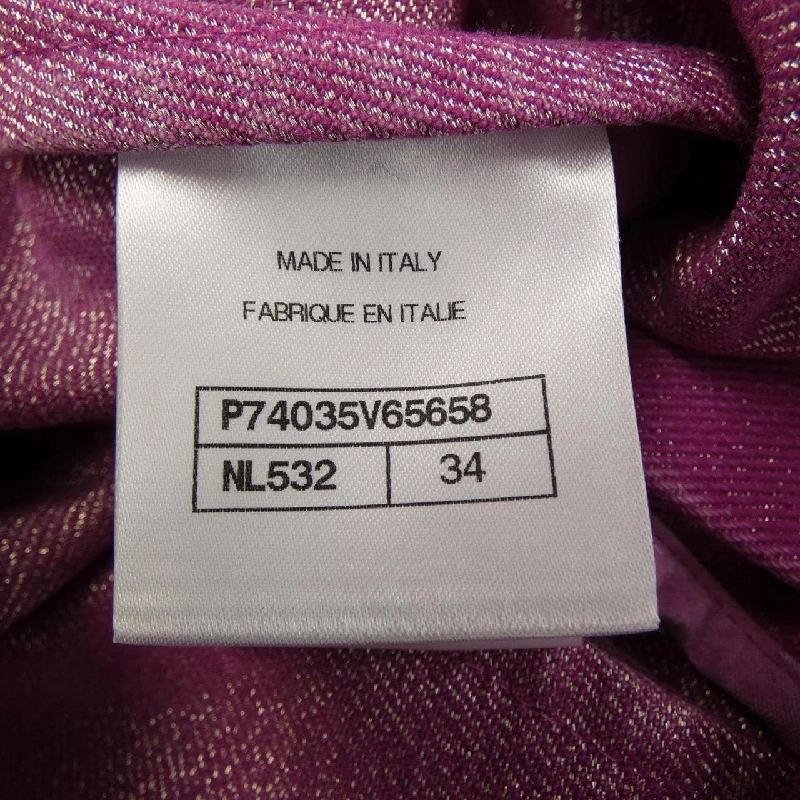 MADE IN ITALY
FABRIQUE EN ITALIE
P74035V65658
NL532 34